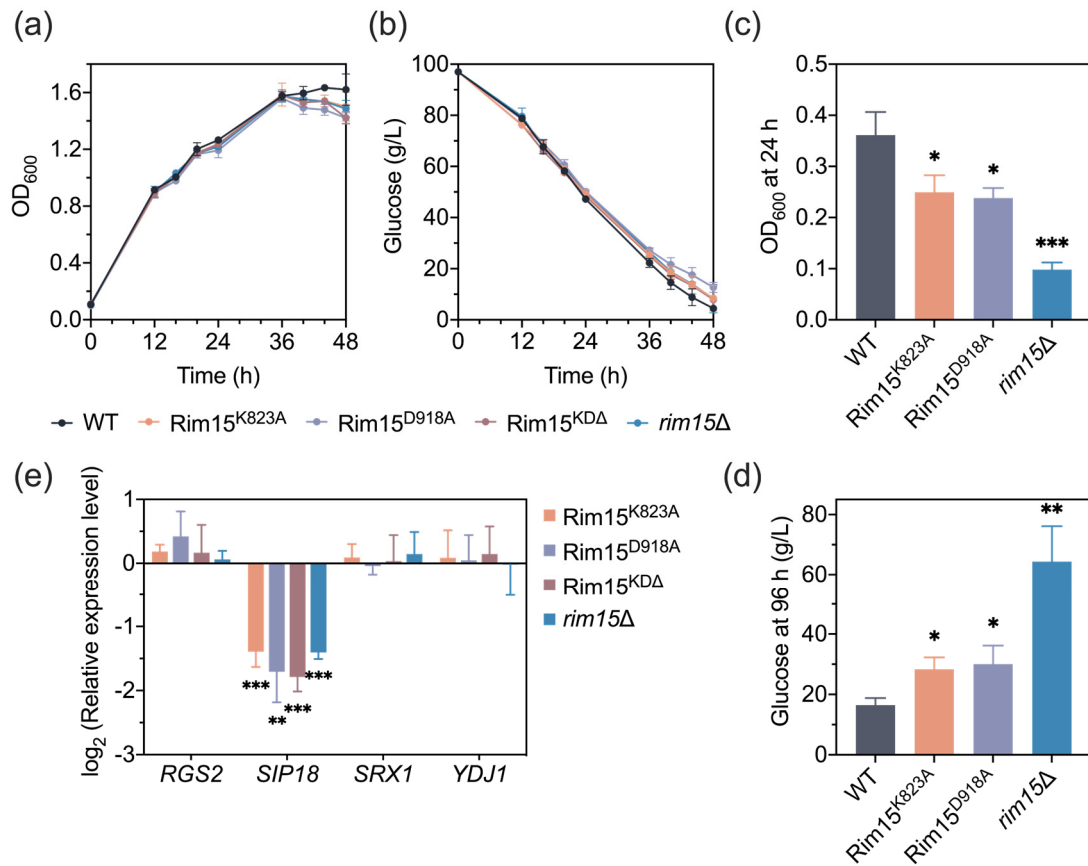 (a)
OD600
1.6
1.2
0.8
0.4
0.0
0 12 24 36 48
Time (h)
(b)
Glucose (g/L)
100
80
60
40
20
0
0 12 24 36 48
Time (h)
WT Rim15K823A Rim15D918A Rim15KDΔ rim15Δ
(c)
OD600 at 24 h
0.5
0.4
0.3
0.2
0.1
0.0
*
*
***
WT
Rim15K823A
Rim15D918A
rim15Δ
(e)
log2 (Relative expression level)
1
0
-1
-2
-3
***
**
***
***
RGS2 SIP18 SRX1 YDJ1
Rim15K823A
Rim15D918A
Rim15KDΔ
rim15Δ
(d)
Glucose at 96 h (g/L)
80
60
40
20
0
*
*
**
WT
Rim15K823A
Rim15D918A
rim15Δ